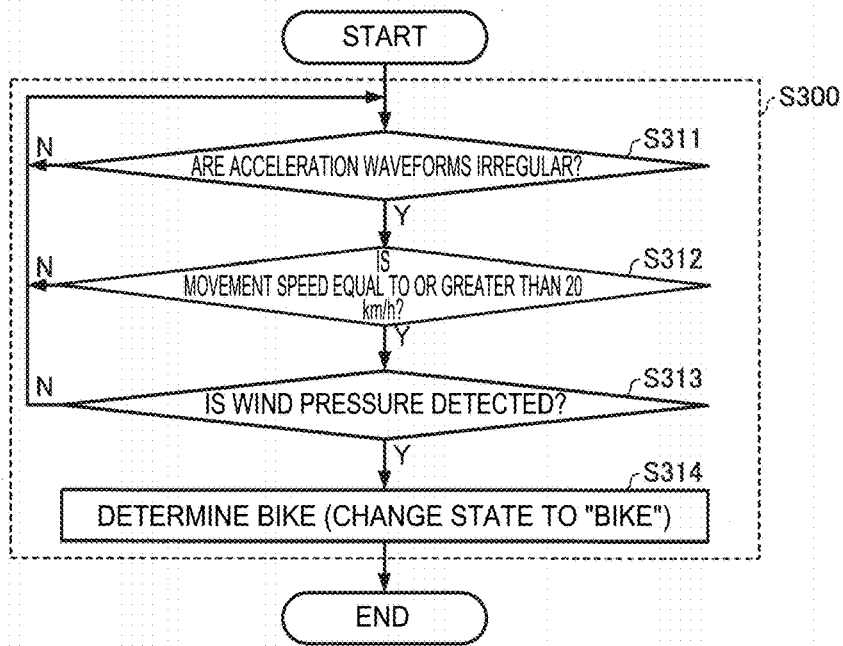 START
S300
S311
N
ARE ACCELERATION WAVEFORMS IRREGULAR?
Y
S312
N
IS
MOVEMENT SPEED EQUAL TO OR GREATER THAN 20
km/h?
Y
S313
N
IS WIND PRESSURE DETECTED?
Y
S314
DETERMINE BIKE (CHANGE STATE TO "BIKE")
END